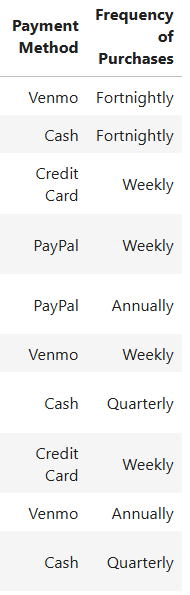 Payment Method Frequency of Purchases
Venmo Fortnightly
Cash Fortnightly
Credit Card Weekly
PayPal Weekly
PayPal Annually
Venmo Weekly
Cash Quarterly
Credit Card Weekly
Venmo Annually
Cash Quarterly